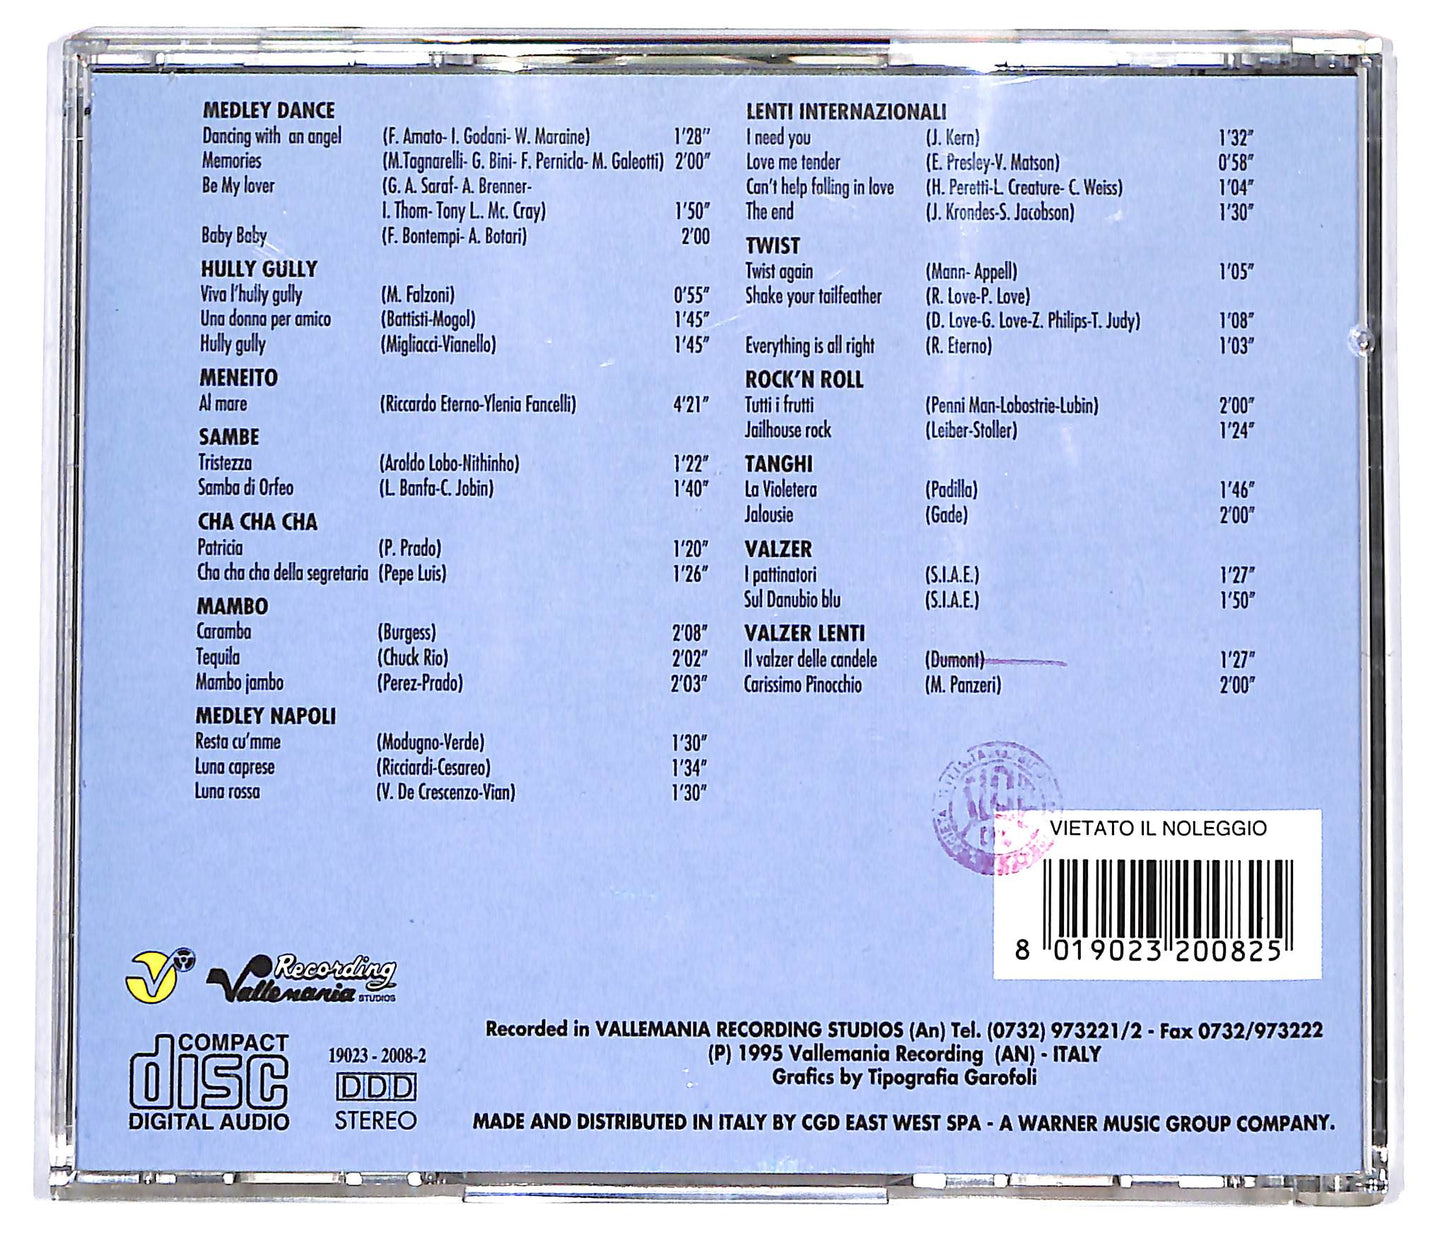 MEDLEY DANCE
Dancing with an angel (F. Amato- I. Godani- W. Maraine) 1'28''
Memories (M.Tagnarelli- G. Bini- F. Pernicla- M. Galeotti) 2'00"
Be My lover (G. A. Saraf- A. Brenner-
I. Thom- Tony L. Mc. Cray) 1'50"
Baby Baby (F. Bontempi- A. Botari) 2'00
HULLY GULLY
Viva l'hully gully (M. Falzoni) 0'55"
Una donna per amico (Battisti-Mogol) 1'45"
Hully gully (Migliacci-Vianello) 1'45"
MENEITO
Al mare (Riccardo Eterno-Ylenia Fancelli) 4'21"
SAMBE
Tristezza (Aroldo Lobo-Nithinho) 1'22"
Samba di Orfeo (L. Banfa-C. Jobin) 1'40"
CHA CHA CHA
Patricia (P. Prado) 1'20"
Cha cha cha della segretaria (Pepe Luis) 1'26"
MAMBO
Caramba (Burgess) 2'08"
Tequila (Chuck Rio) 2'02"
Mambo jambo (Perez-Prado) 2'03"
MEDLEY NAPOLI
Resta cu'mme (Modugno-Verde) 1'30"
Luna caprese (Ricciardi-Cesareo) 1'34"
Luna rossa (V. De Crescenzo-Vian) 1'30"
LENTI INTERNAZIONALI
I need you (J. Kern) 1'32"
Love me tender (E. Presley-V. Matson) 0'58"
Can't help falling in love (H. Peretti-L. Creature- C. Weiss) 1'04"
The end (J. Krondes-S. Jacobson) 1'30"
TWIST
Twist again (Mann- Appell) 1'05"
Shake your tailfeather (R. Love-P. Love)
(D. Love-G. Love-Z. Philips-T. Judy) 1'08"
Everything is all right (R. Eterno) 1'03"
ROCK'N ROLL
Tutti i frutti (Penni Man-Lobostrie-Lubin) 2'00"
Jailhouse rock (Leiber-Stoller) 1'24"
TANGHI
La Violetera (Padilla) 1'46"
Jalousie (Gade) 2'00"
VALZER
I pattinatori (S.I.A.E.) 1'27"
Sul Danubio blu (S.I.A.E.) 1'50"
VALZER LENTI
Il valzer delle candele (Dumont) 1'27"
Carissimo Pinocchio (M. Panzeri) 2'00"
VIETATO IL NOLEGGIO
8 019023 200825
V
Recording
Vallemania STUDIOS
COMPACT
disc
DIGITAL AUDIO
19023 - 2008-2
DDD
STEREO
Recorded in VALLEMANIA RECORDING STUDIOS (An) Tel. (0732) 973221/2 - Fax 0732/973222
(P) 1995 Vallemania Recording (AN) - ITALY
Grafics by Tipografia Garofoli
MADE AND DISTRIBUTED IN ITALY BY CGD EAST WEST SPA - A WARNER MUSIC GROUP COMPANY.